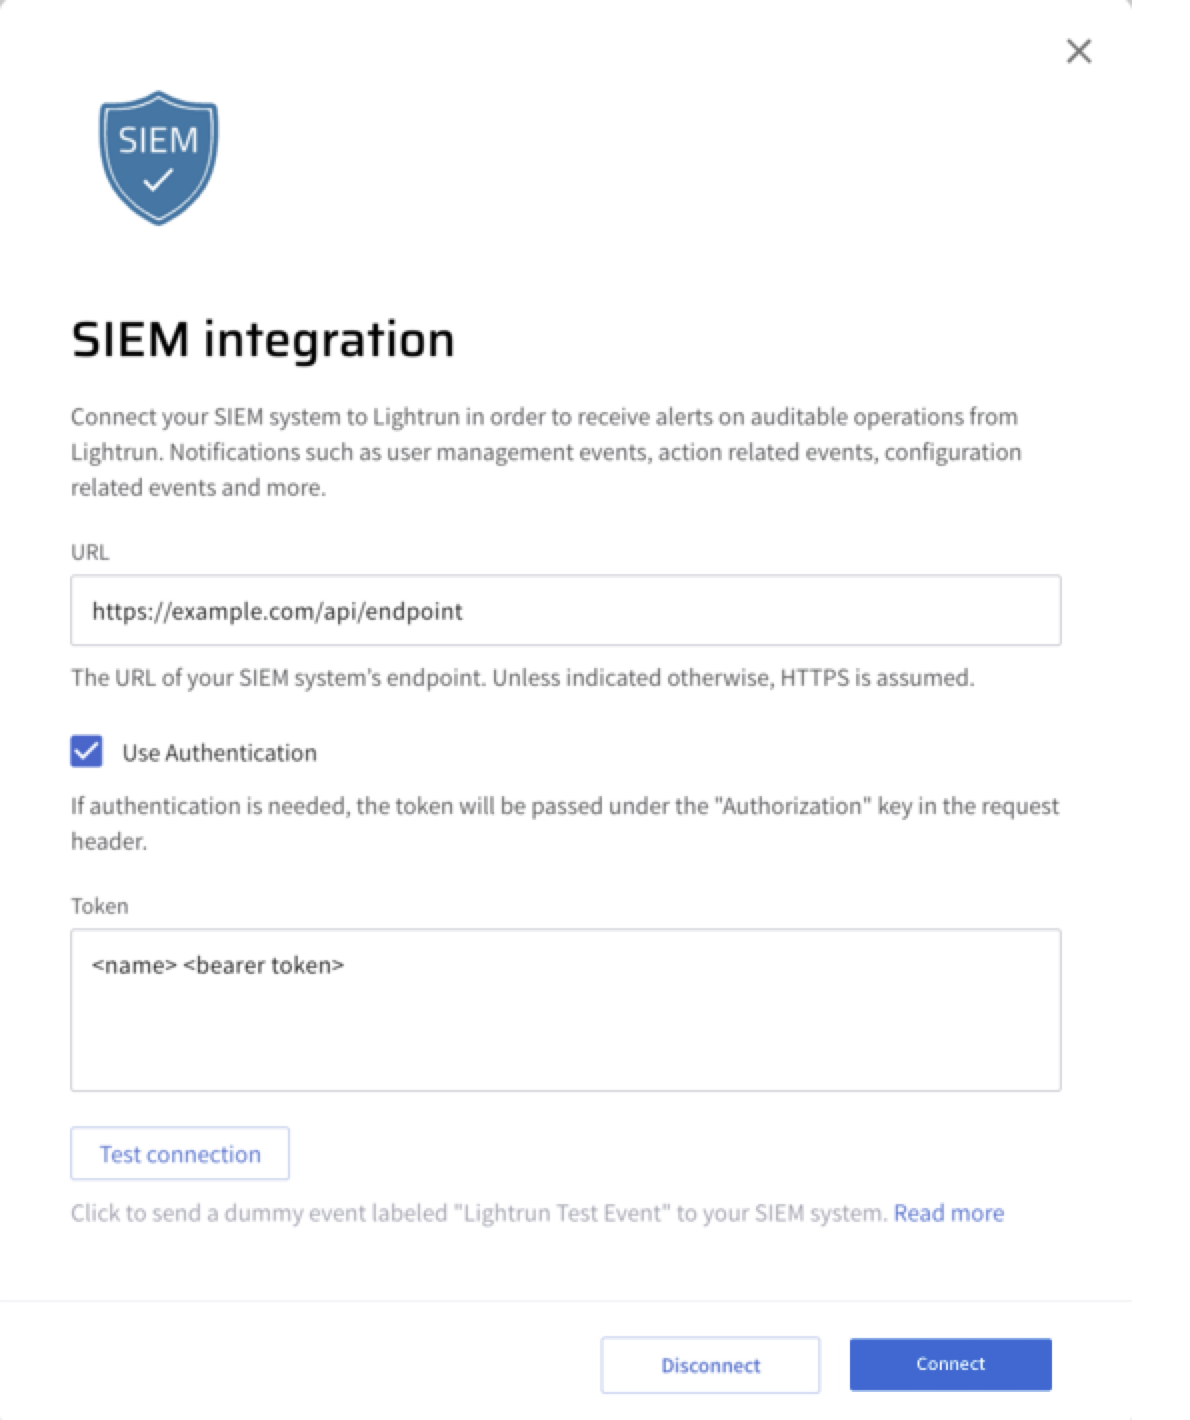 SIEM
SIEM integration
Connect your SIEM system to Lightrun in order to receive alerts on auditable operations from
Lightrun. Notifications such as user management events, action related events, configuration
related events and more.
URL
https://example.com/api/endpoint
The URL of your SIEM system's endpoint. Unless indicated otherwise, HTTPS is assumed.
Use Authentication
If authentication is needed, the token will be passed under the "Authorization" key in the request
header.
Token
<name> <bearer token>
Test connection
Click to send a dummy event labeled "Lightrun Test Event" to your SIEM system. Read more
Disconnect
Connect